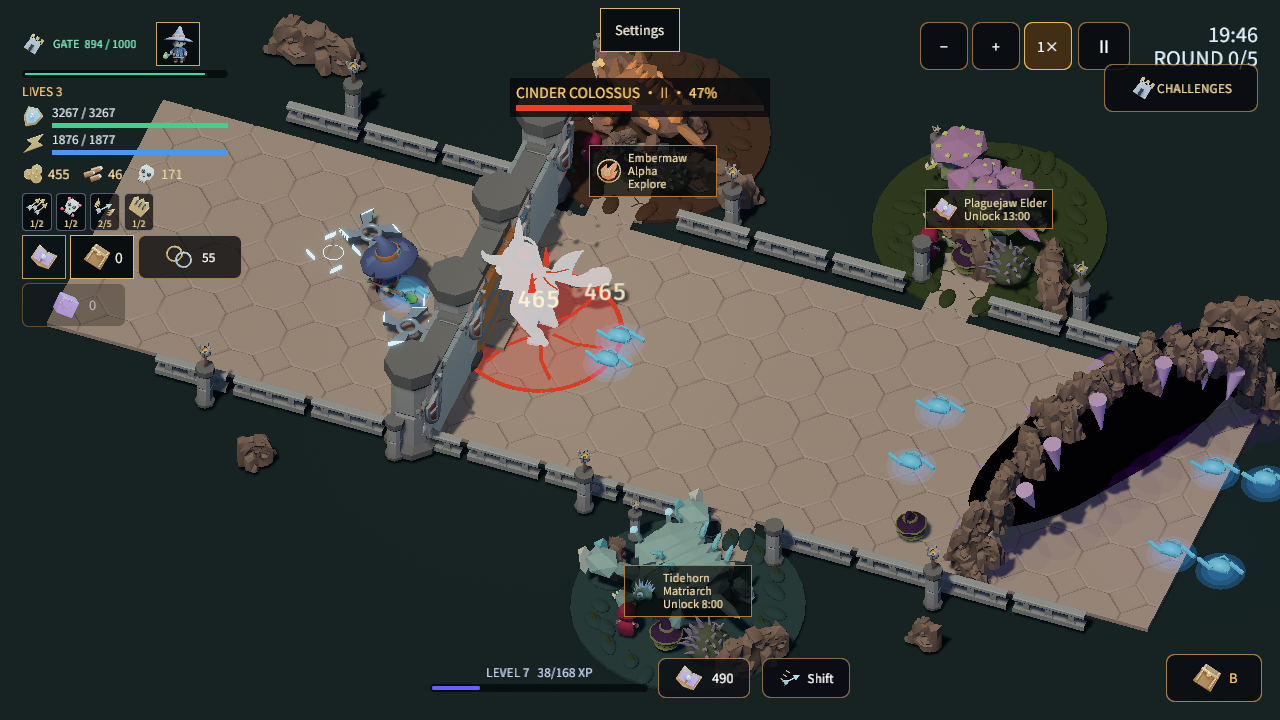 Settings
GATE 894 / 1000
− + 1× II
19:46
ROUND 0/5
CHALLENGES
LIVES 3
3267 / 3267
1876 / 1877
455 46 171
1/2 1/2 2/5 1/2
0 55
0
CINDER COLOSSUS • II • 47%
Embermaw
Alpha
Explore
Plaguejaw Elder
Unlock 13:00
465 465
Tidehorn
Matriarch
Unlock 8:00
LEVEL 7 38/168 XP
490
Shift
B